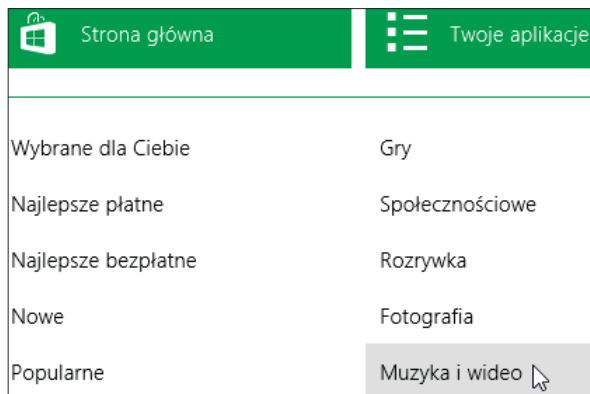 Strona główna
Twoje aplikacje
Wybrane dla Ciebie
Najlepsze płatne
Najlepsze bezpłatne
Nowe
Popularne
Gry
Społecznościowe
Rozrywka
Fotografia
Muzyka i wideo